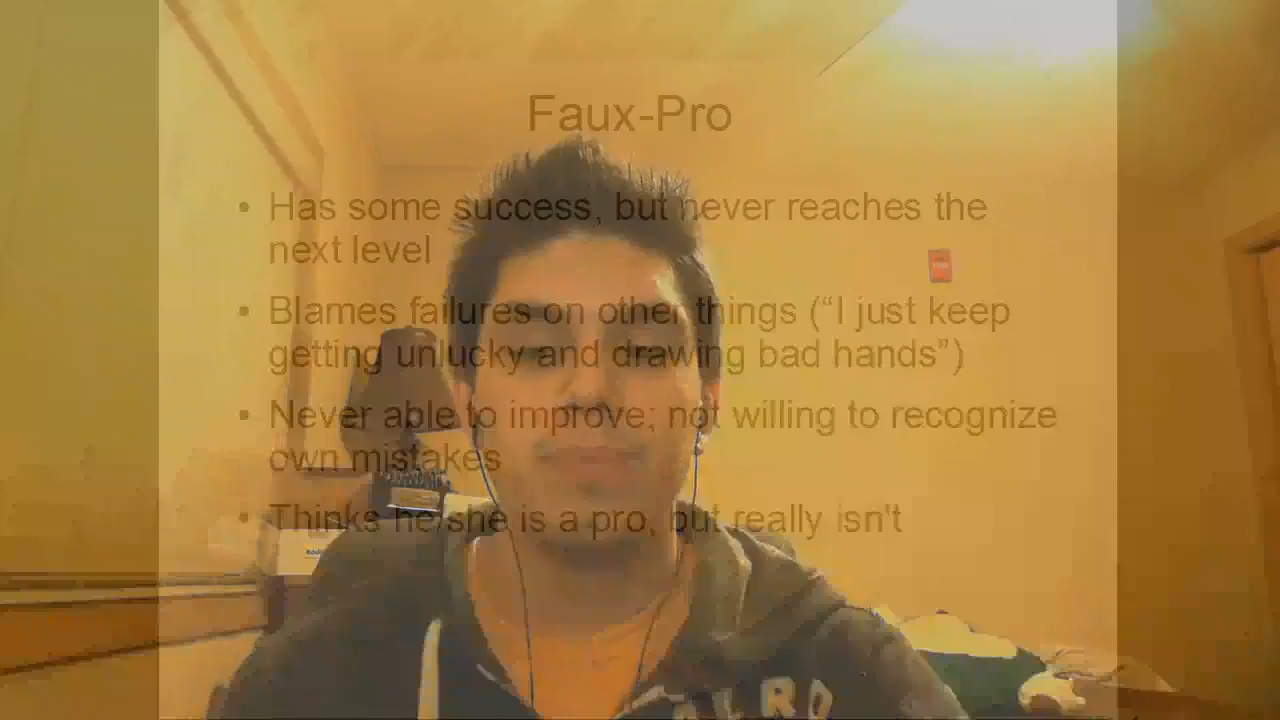 Faux-Pro
• Has some success, but never reaches the
next level
• Blames failures on other things (“I just keep
getting unlucky and drawing bad hands”)
• Never able to improve; not willing to recognize
own mistakes
• Thinks he/she is a pro, but really isn't